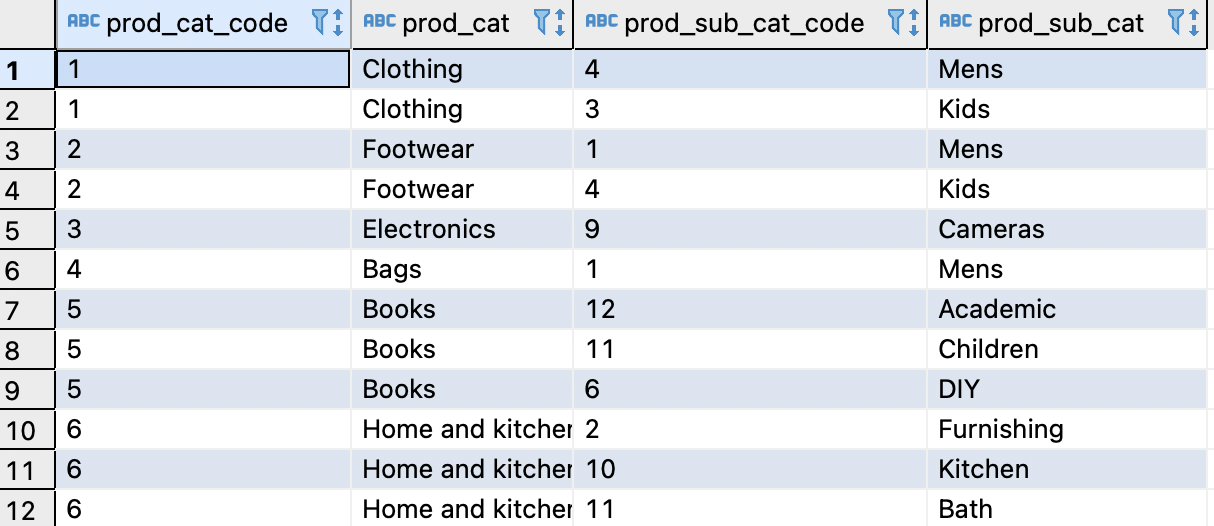 ABC prod_cat_code ABC prod_cat ABC prod_sub_cat_code ABC prod_sub_cat
1 1 Clothing 4 Mens
2 1 Clothing 3 Kids
3 2 Footwear 1 Mens
4 2 Footwear 4 Kids
5 3 Electronics 9 Cameras
6 4 Bags 1 Mens
7 5 Books 12 Academic
8 5 Books 11 Children
9 5 Books 6 DIY
10 6 Home and kitchen 2 Furnishing
11 6 Home and kitchen 10 Kitchen
12 6 Home and kitchen 11 Bath